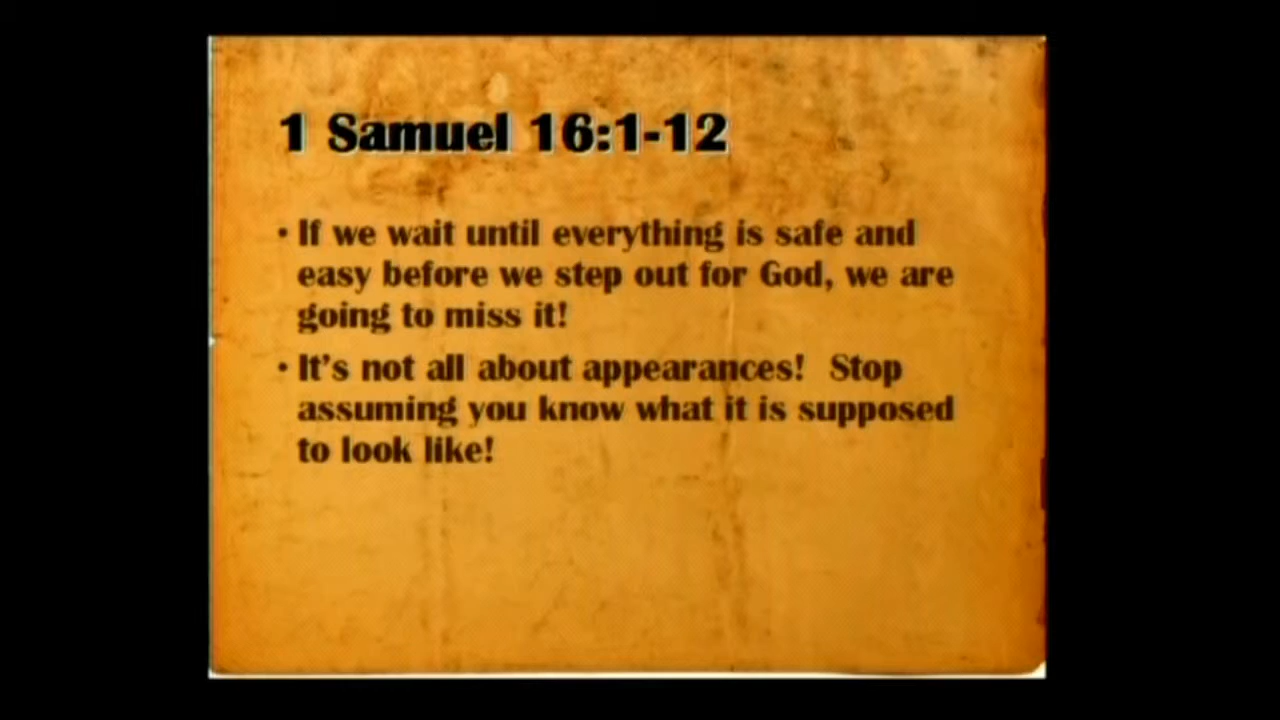 1 Samuel 16:1-12
• If we wait until everything is safe and
easy before we step out for God, we are
going to miss it!
• It's not all about appearances!  Stop
assuming you know what it is supposed
to look like!